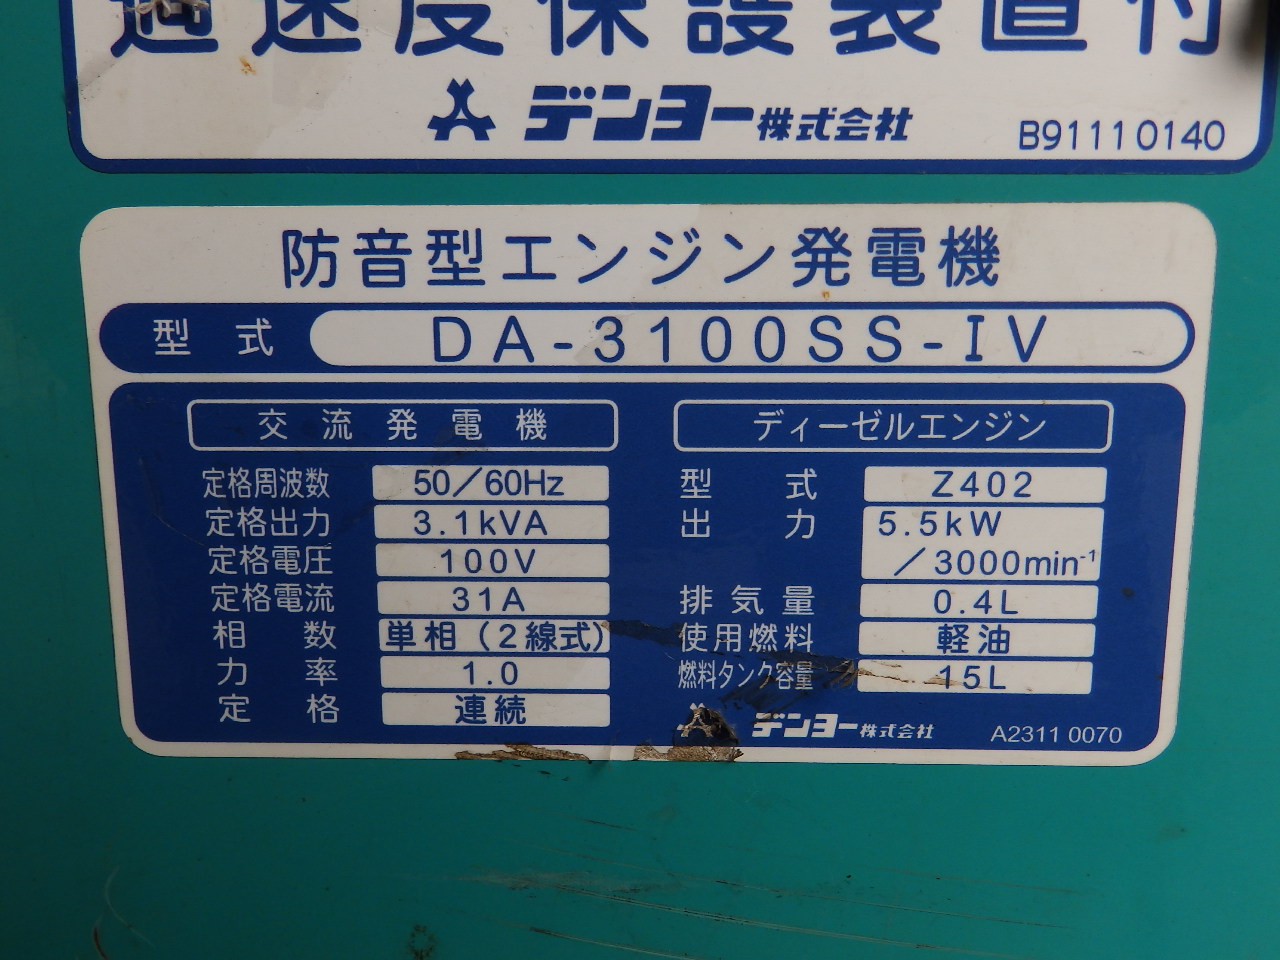 過速度保護装置付
デンヨー株式会社
B91110140
防音型エンジン発電機
型式 DA-3100SS-IV
交流発電機
定格周波数 50/60Hz
定格出力 3.1kVA
定格電圧 100V
定格電流 31A
相数 単相(2線式)
力率 1.0
定格 連続
ディーゼルエンジン
型式 Z402
出力 5.5kW
/3000min-1
排気量 0.4L
使用燃料 軽油
燃料タンク容量 15L
デンヨー株式会社
A2311 0070